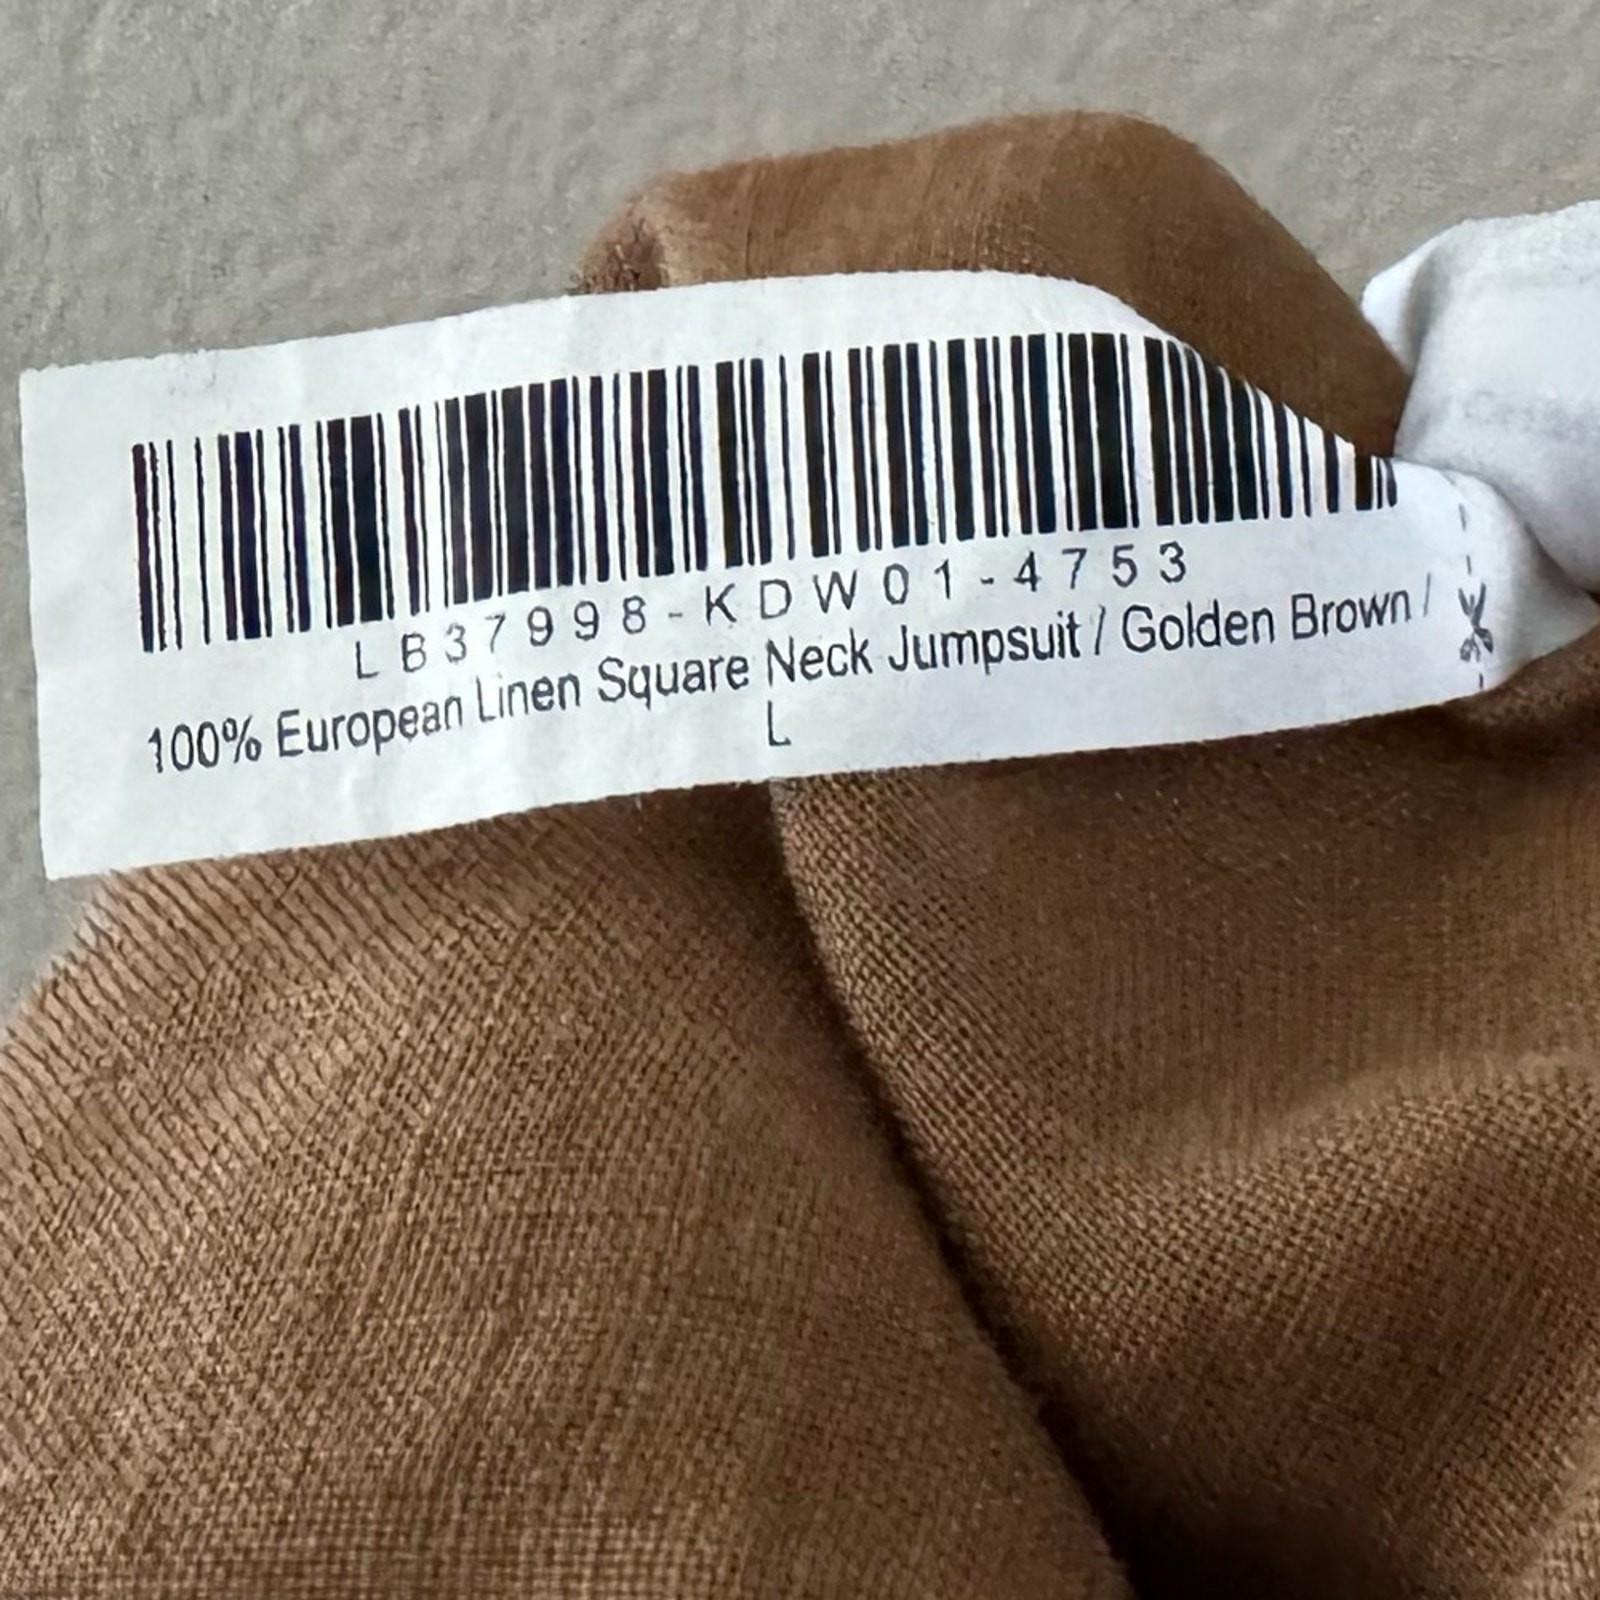 LB37998-KDW01-4753
100% European Linen Square Neck Jumpsuit / Golden Brown /
L